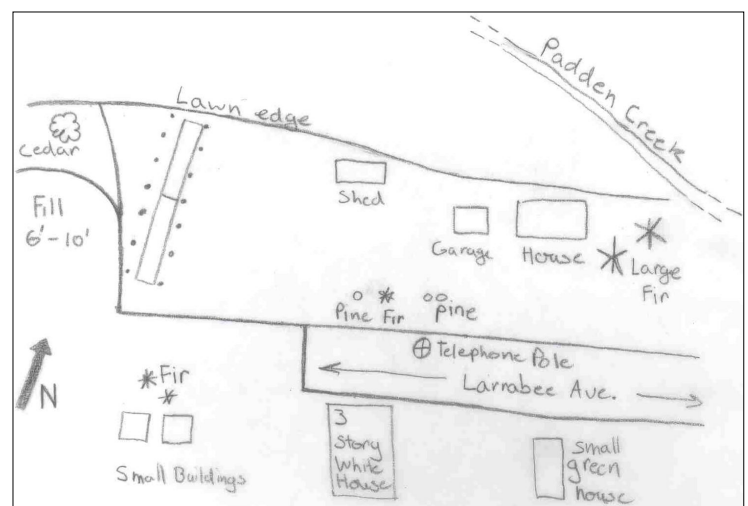 Padden Creek
Lawn edge
Cedar
Shed
Fill
6'-10'
Garage
House
Large
Fir
Pine Fir
Pine
Telephone Pole
Larrabee Ave.
N
Fir
Small Buildings
3
Story
White
House
Small
green
house